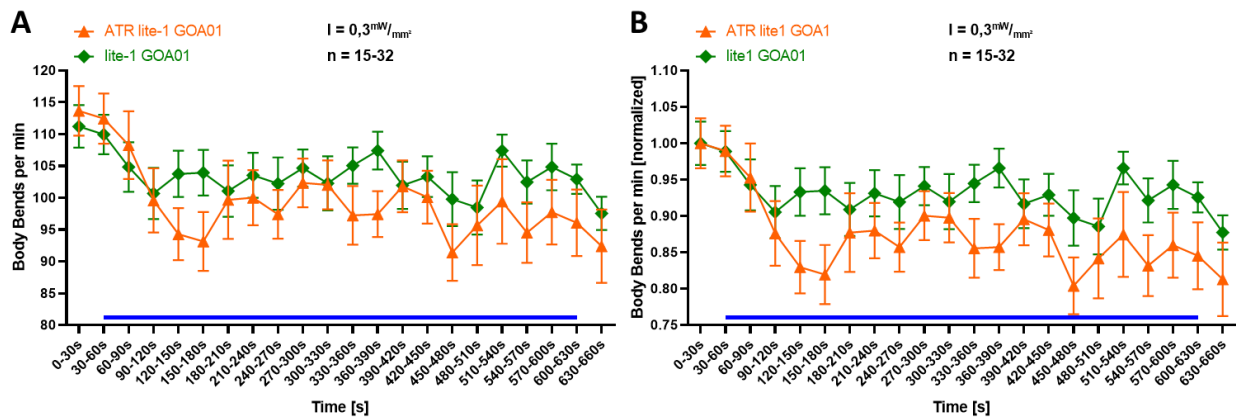 A
ATR lite-1 GOA01
lite-1 GOA01
I = 0,3mW/mm²
n = 15-32
Body Bends per min
120
115
110
105
100
95
90
85
80
0-30s
30-60s
60-90s
90-120s
120-150s
150-180s
180-210s
210-240s
240-270s
270-300s
300-330s
330-360s
360-390s
390-420s
420-450s
450-480s
480-510s
510-540s
540-570s
570-600s
600-630s
630-660s
Time [s]
B
ATR lite1 GOA1
lite1 GOA01
I = 0,3mW/mm²
n = 15-32
Body Bends per min [normalized]
1.10
1.05
1.00
0.95
0.90
0.85
0.80
0.75
0-30s
30-60s
60-90s
90-120s
120-150s
150-180s
180-210s
210-240s
240-270s
270-300s
300-330s
330-360s
360-390s
390-420s
420-450s
450-480s
480-510s
510-540s
540-570s
570-600s
600-630s
630-660s
Time [s]